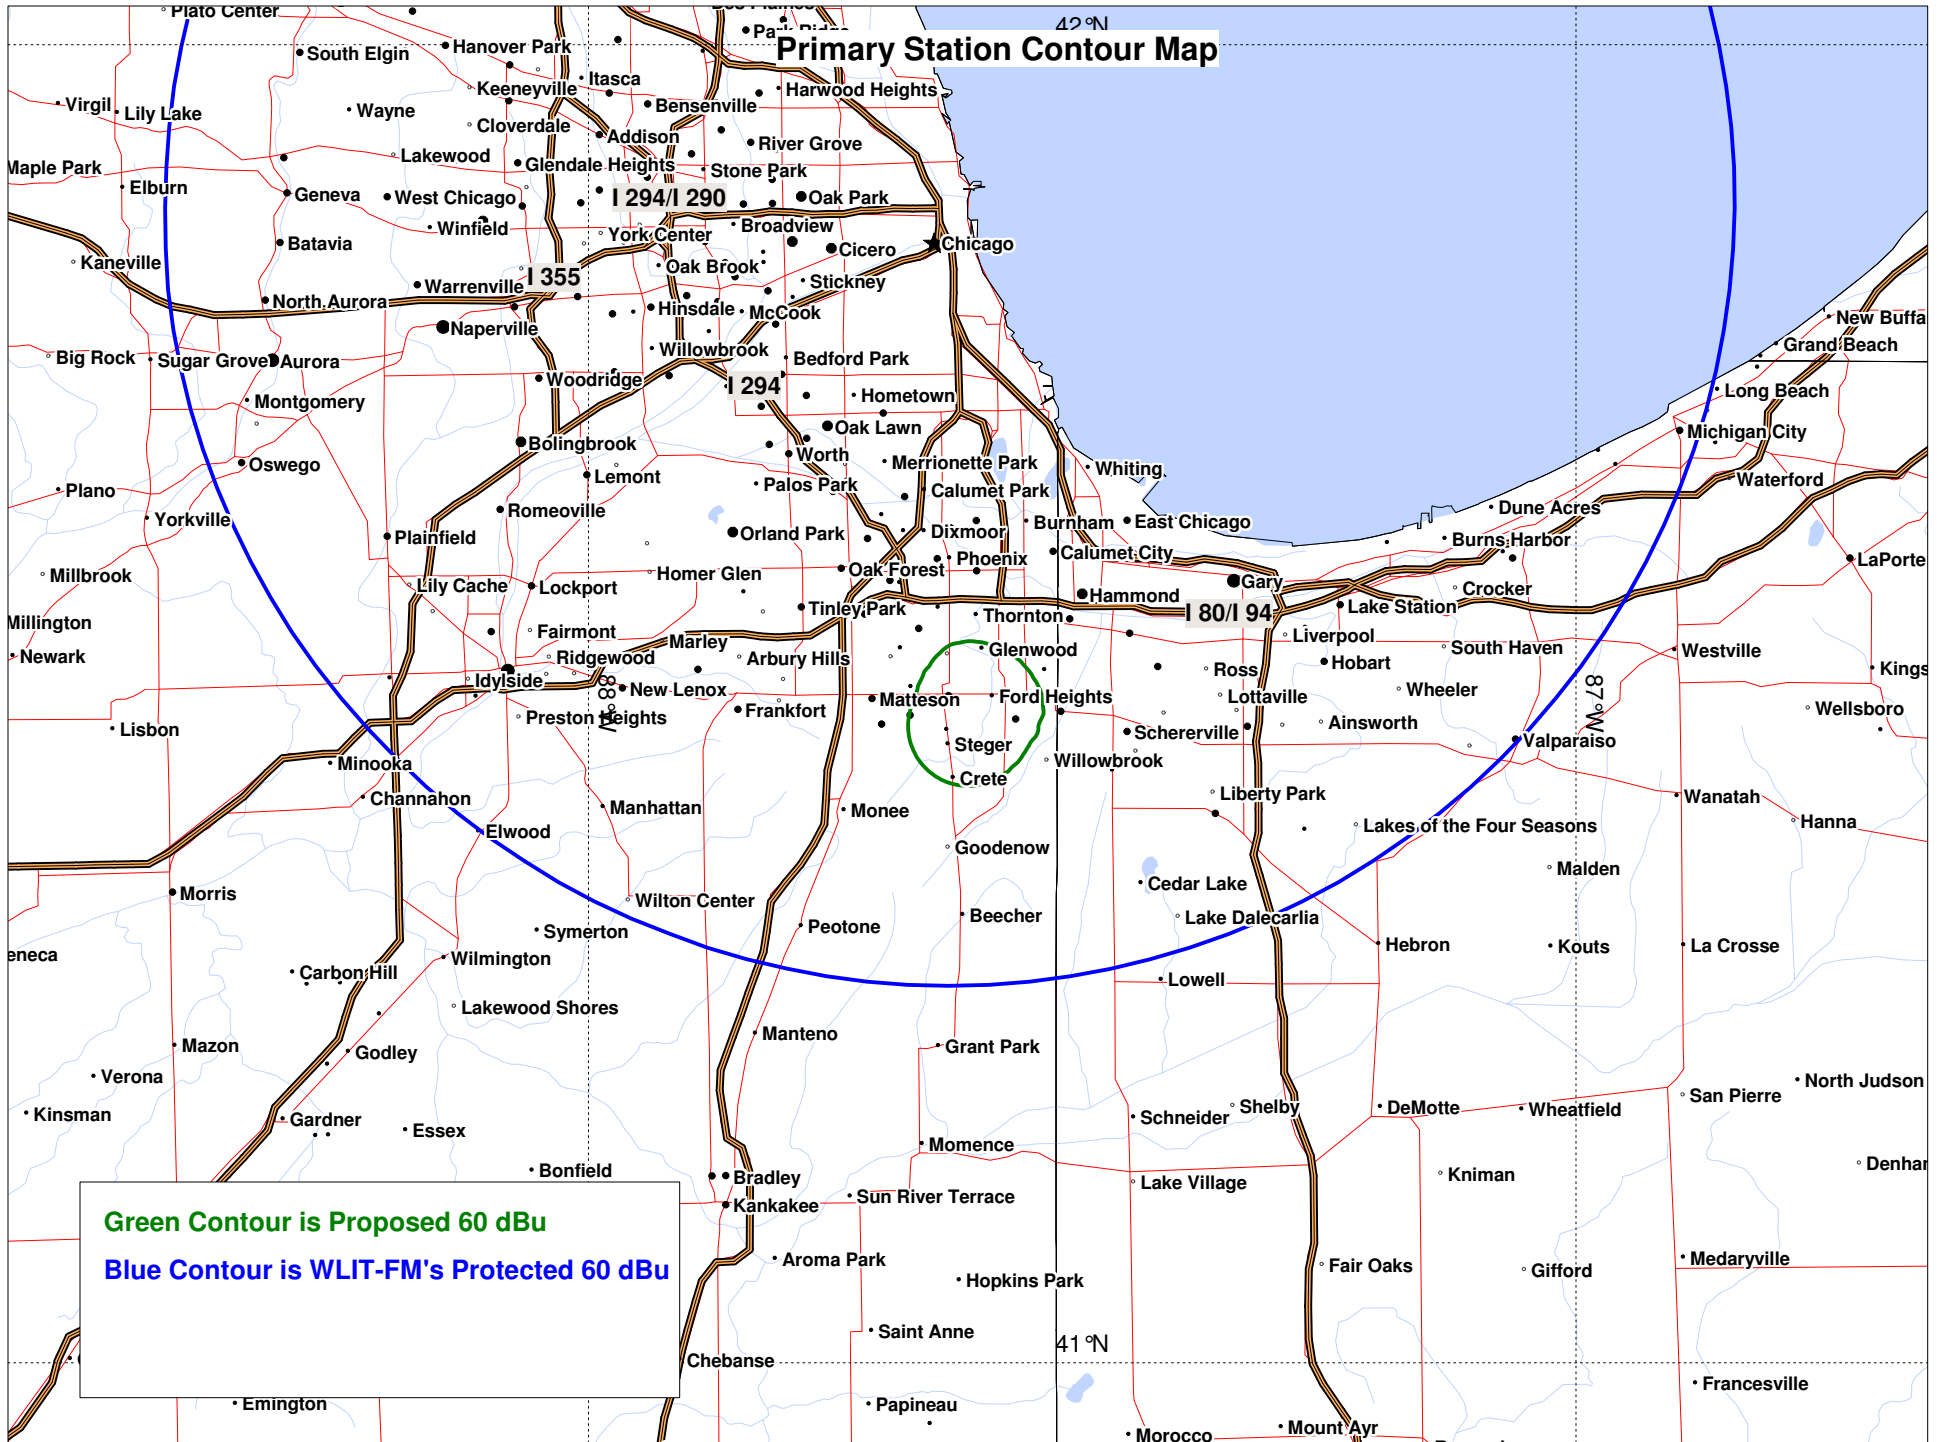 Plato Center
42°N
Primary Station Contour Map
South Elgin
Hanover Park
Itasca
Keeneyville
Harwood Heights
Virgil
Lily Lake
Wayne
Bensenville
Cloverdale
Addison
River Grove
Maple Park
Lakewood
Glendale Heights
Stone Park
Elburn
Geneva
West Chicago
I 294/I 290
Oak Park
Winfield
York Center
Broadview
Batavia
Cicero
Chicago
Kaneville
Oak Brook
I 355
Stickney
Warrenville
North Aurora
Hinsdale
McCook
Naperville
New Buffa
Big Rock
Sugar Grove
Aurora
Willowbrook
Bedford Park
Grand Beach
Woodridge
I 294
Long Beach
Montgomery
Hometown
Bolingbrook
Oak Lawn
Michigan City
Oswego
Worth
Merrionette Park
Whiting
Lemont
Palos Park
Calumet Park
Waterford
Plano
Yorkville
Romeoville
Burnham
East Chicago
Dune Acres
Plainfield
Orland Park
Dixmoor
Calumet City
Burns Harbor
Phoenix
LaPorte
Millbrook
Lily Cache
Lockport
Homer Glen
Oak Forest
Gary
Crocker
Hammond
Tinley Park
Thornton
I 80/I 94
Lake Station
Millington
Fairmont
Marley
Liverpool
Newark
Ridgewood
Arbury Hills
Glenwood
Hobart
South Haven
Westville
Idylside
Ross
Kings
New Lenox
Matteson
Ford Heights
Lottaville
Wheeler
88°W
87°W
Preston Heights
Frankfort
Ainsworth
Wellsboro
Lisbon
Steger
Schererville
Valparaiso
Minooka
Crete
Willowbrook
Channahon
Manhattan
Monee
Liberty Park
Wanatah
Elwood
Lakes of the Four Seasons
Hanna
Goodenow
Malden
Morris
Wilton Center
Cedar Lake
Symerton
Peotone
Beecher
Lake Dalecarlia
Hebron
Kouts
La Crosse
eneca
Carbon Hill
Wilmington
Lowell
Lakewood Shores
Manteno
Grant Park
Mazon
Godley
Verona
North Judson
San Pierre
Kinsman
Gardner
Essex
Schneider
Shelby
DeMotte
Wheatfield
Momence
Bonfield
Bradley
Lake Village
Kniman
Kankakee
Sun River Terrace
Green Contour is Proposed 60 dBu
Blue Contour is WLIT-FM's Protected 60 dBu
Aroma Park
Hopkins Park
Fair Oaks
Gifford
Medaryville
Saint Anne
41°N
Chebanse
Emington
Papineau
Francesville
Morocco
Mount Ayr